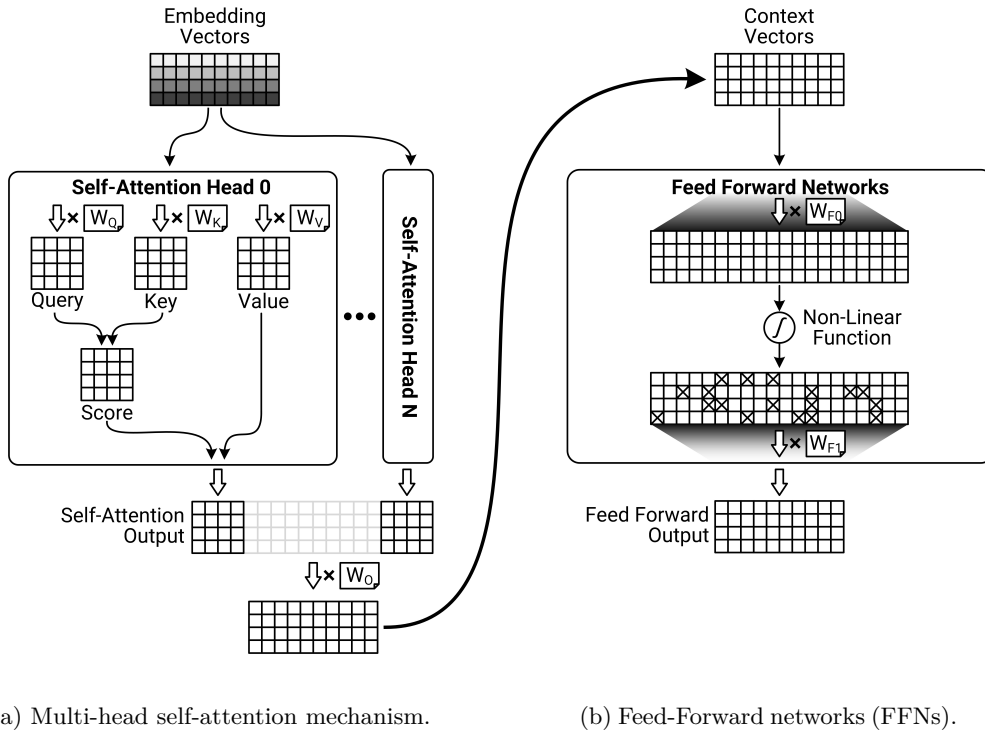 Embedding
Vectors
Self-Attention Head 0
× W_Q
× W_K
× W_V
Query
Key
Value
Score
Self-Attention Head N
Self-Attention
Output
× W_O
a) Multi-head self-attention mechanism.
Context
Vectors
Feed Forward Networks
× W_F0
Non-Linear
Function
× W_F1
Feed Forward
Output
(b) Feed-Forward networks (FFNs).